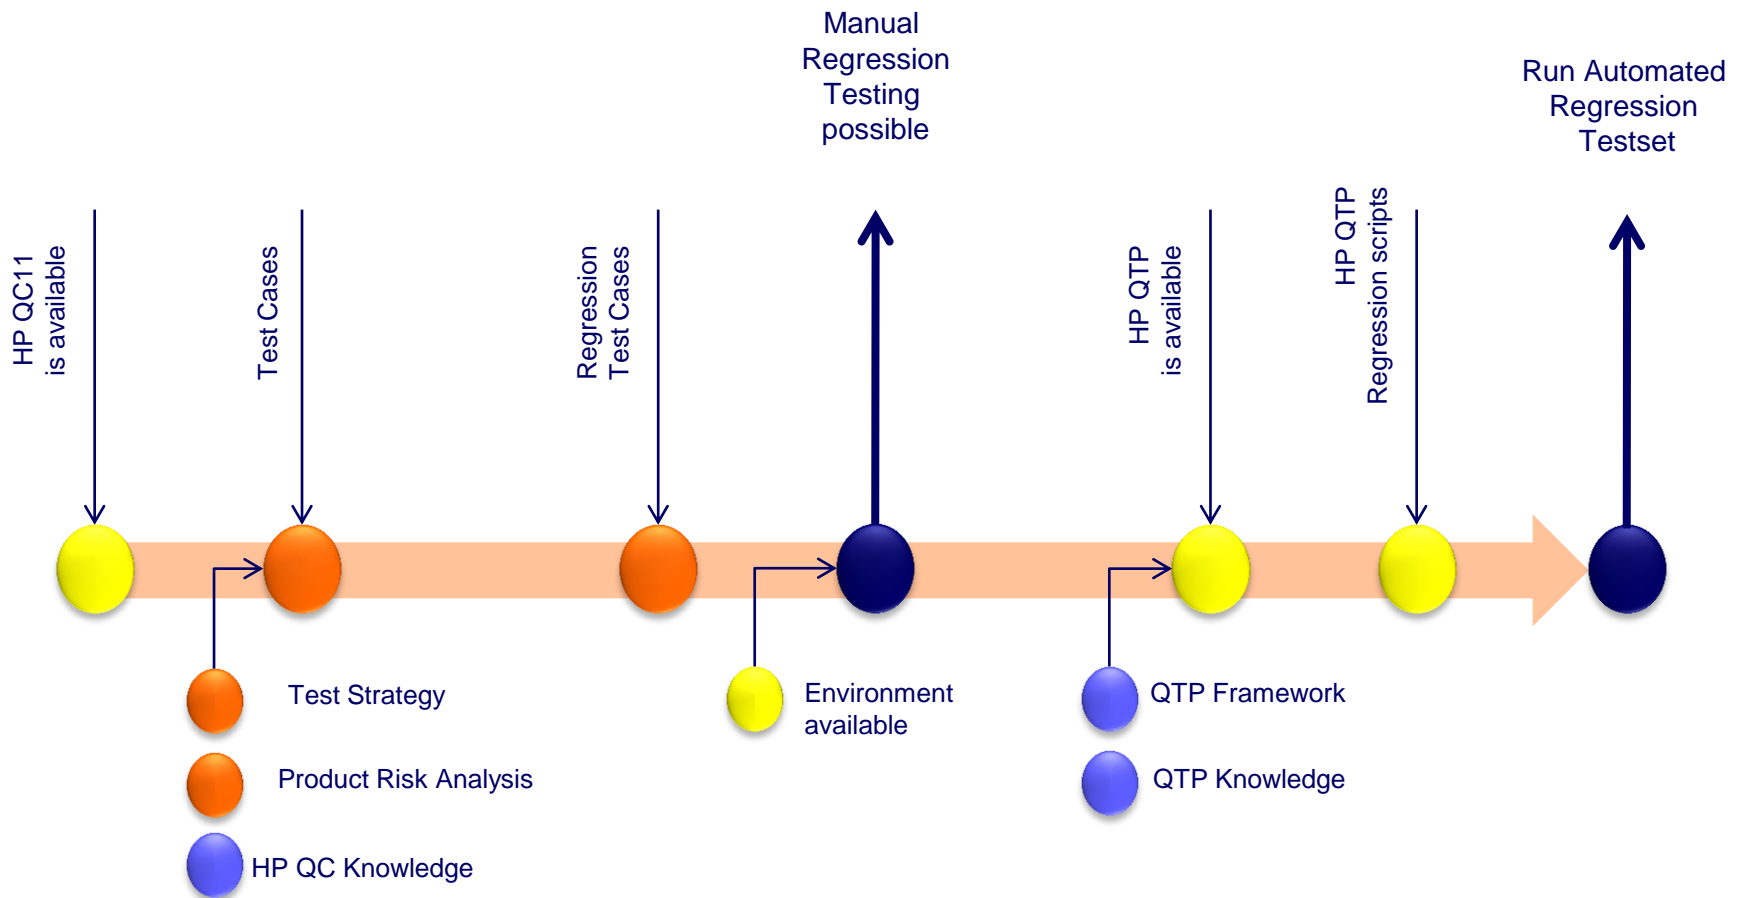 Manual
Regression
Testing
possible
Run Automated
Regression
Testset
HP QC11
is available
Test Cases
Regression
Test Cases
HP QTP
is available
HP QTP
Regression scripts
Test Strategy
Product Risk Analysis
HP QC Knowledge
Environment
available
QTP Framework
QTP Knowledge